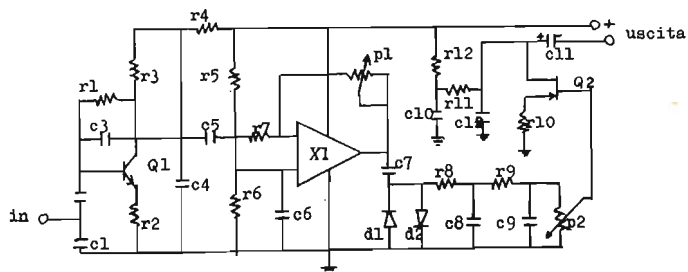 r4
+
uscita
c11
r12
r3
r5
p1
r1
Q2
r11
c10
c12
r10
c3
c5
r7
X1
Q1
c7
r8
r9
c4
r6
r2
c6
in
c1
d1
d2
c8
c9
p2